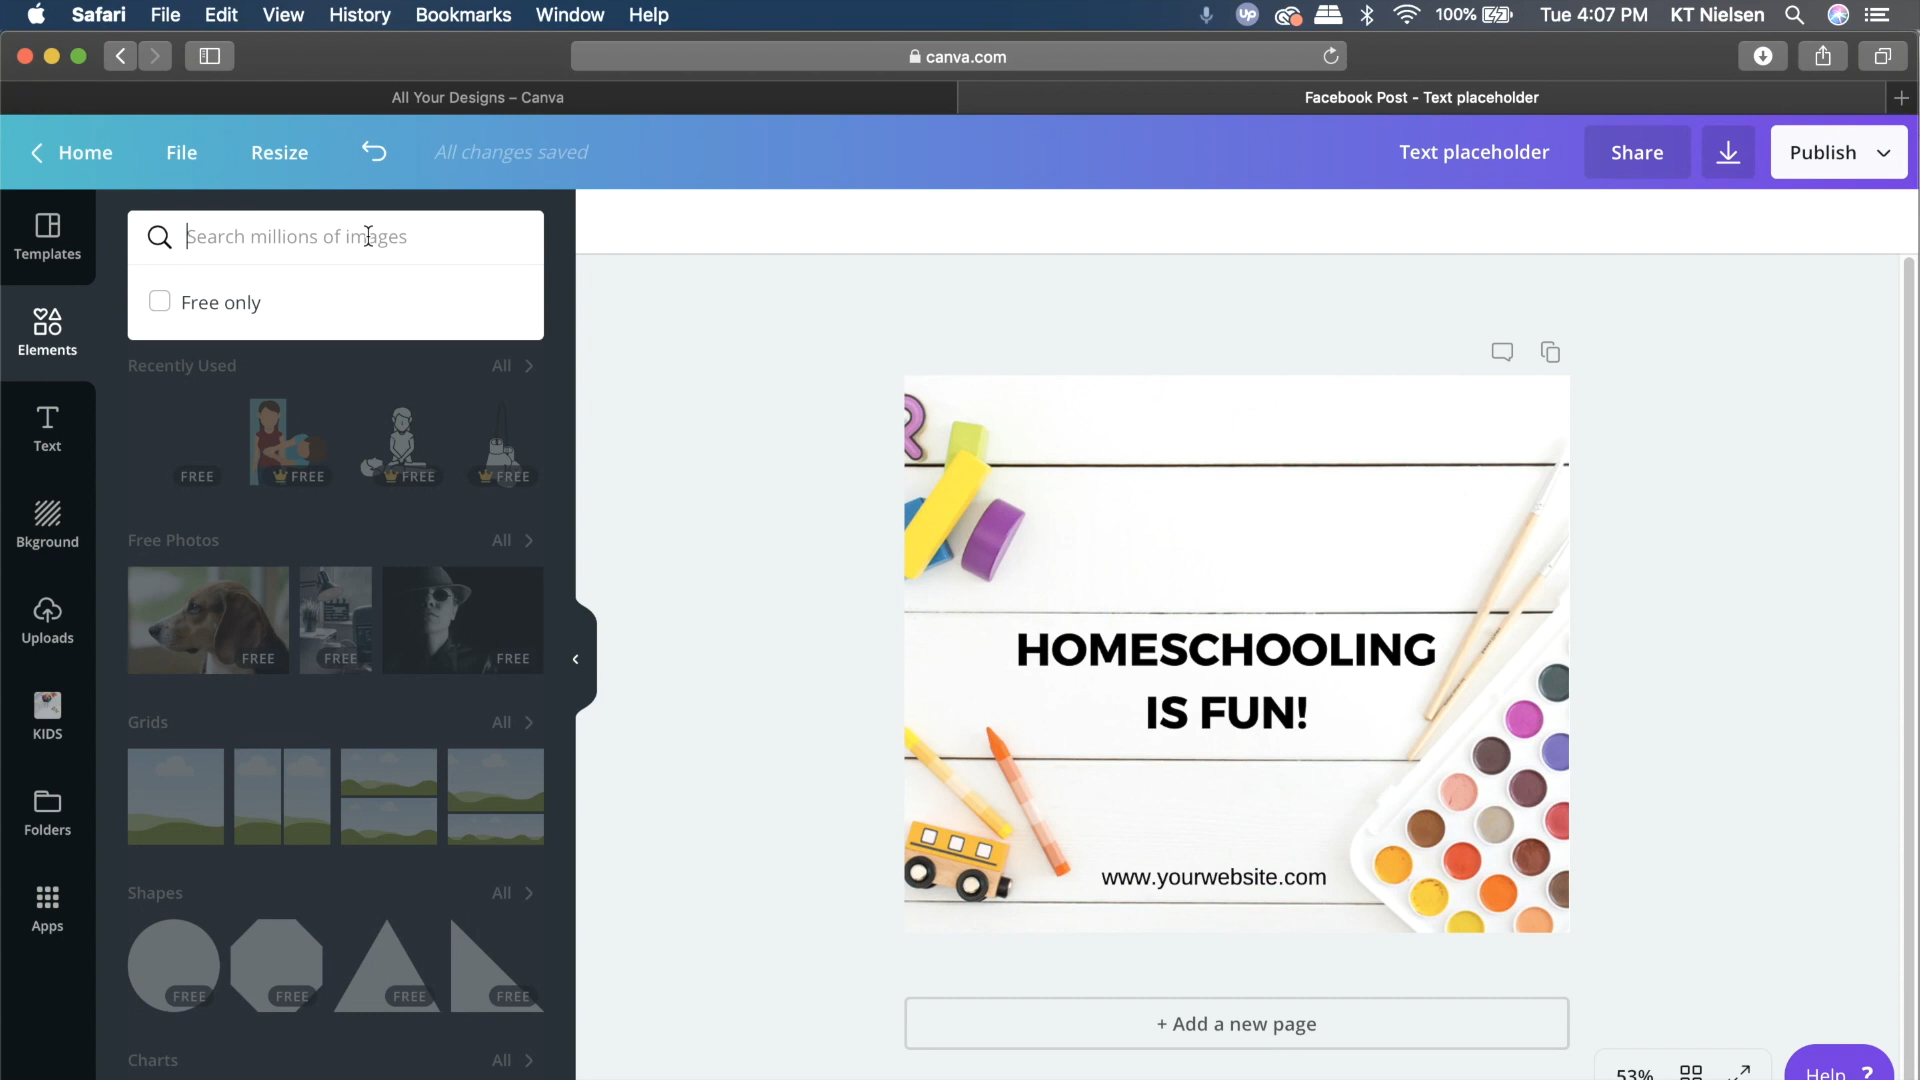 Safari File Edit View History Bookmarks Window Help
Up 100% Tue 4:07 PM KT Nielsen
canva.com
All Your Designs – Canva
Facebook Post - Text placeholder
Home File Resize All changes saved
Text placeholder Share Publish
Search millions of images
Free only
Templates
Elements
Text
Bkground
Uploads
KIDS
Folders
Apps
Recently Used All
FREE FREE FREE FREE
Free Photos All
FREE FREE FREE
Grids All
Shapes All
FREE FREE FREE FREE
Charts All
R
HOMESCHOOLING
IS FUN!
www.yourwebsite.com
+ Add a new page
53% Help ?